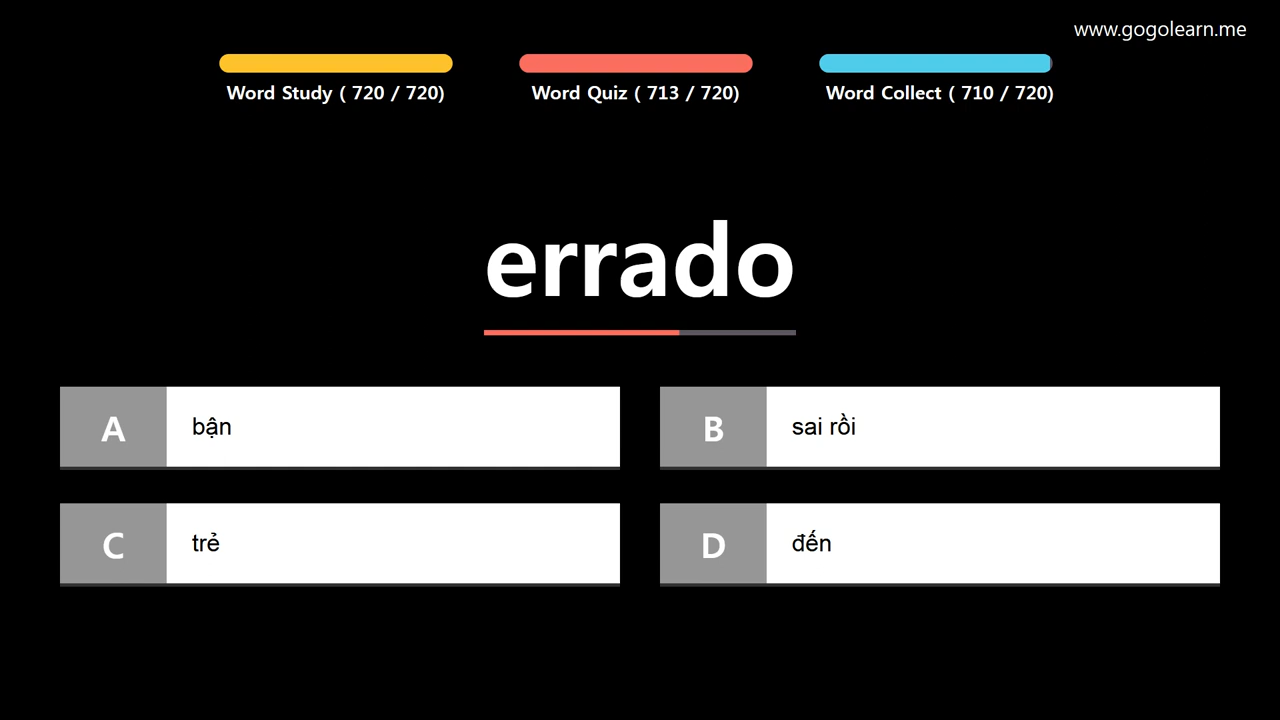 www.gogolearn.me
Word Study ( 720 / 720)
Word Quiz ( 713 / 720)
Word Collect ( 710 / 720)
errado
A bận
B sai rồi
C trẻ
D đến